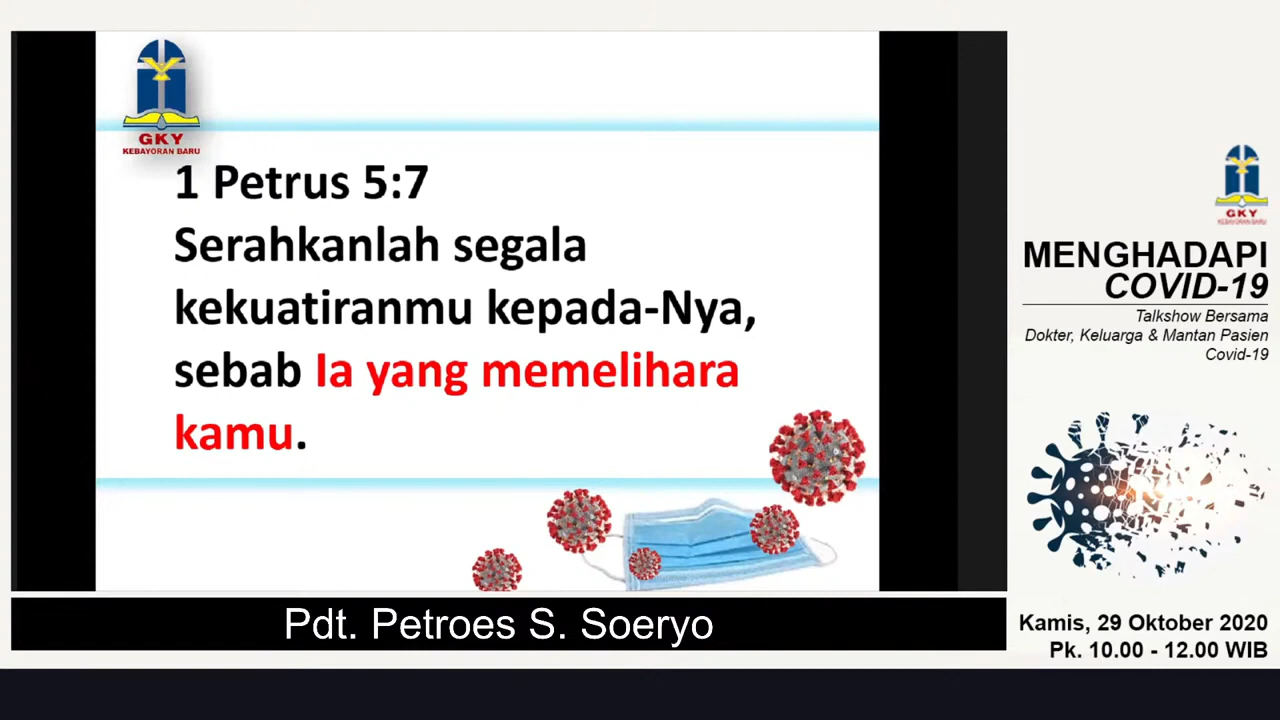 GKY
KEBAYORAN BARU
1 Petrus 5:7
Serahkanlah segala
kekuatiranmu kepada-Nya,
sebab Ia yang memelihara
kamu.
Pdt. Petroes S. Soeryo
GKY
KEBAYORAN BARU
MENGHADAPI
COVID-19
Talkshow Bersama
Dokter, Keluarga & Mantan Pasien
Covid-19
Kamis, 29 Oktober 2020
Pk. 10.00 - 12.00 WIB